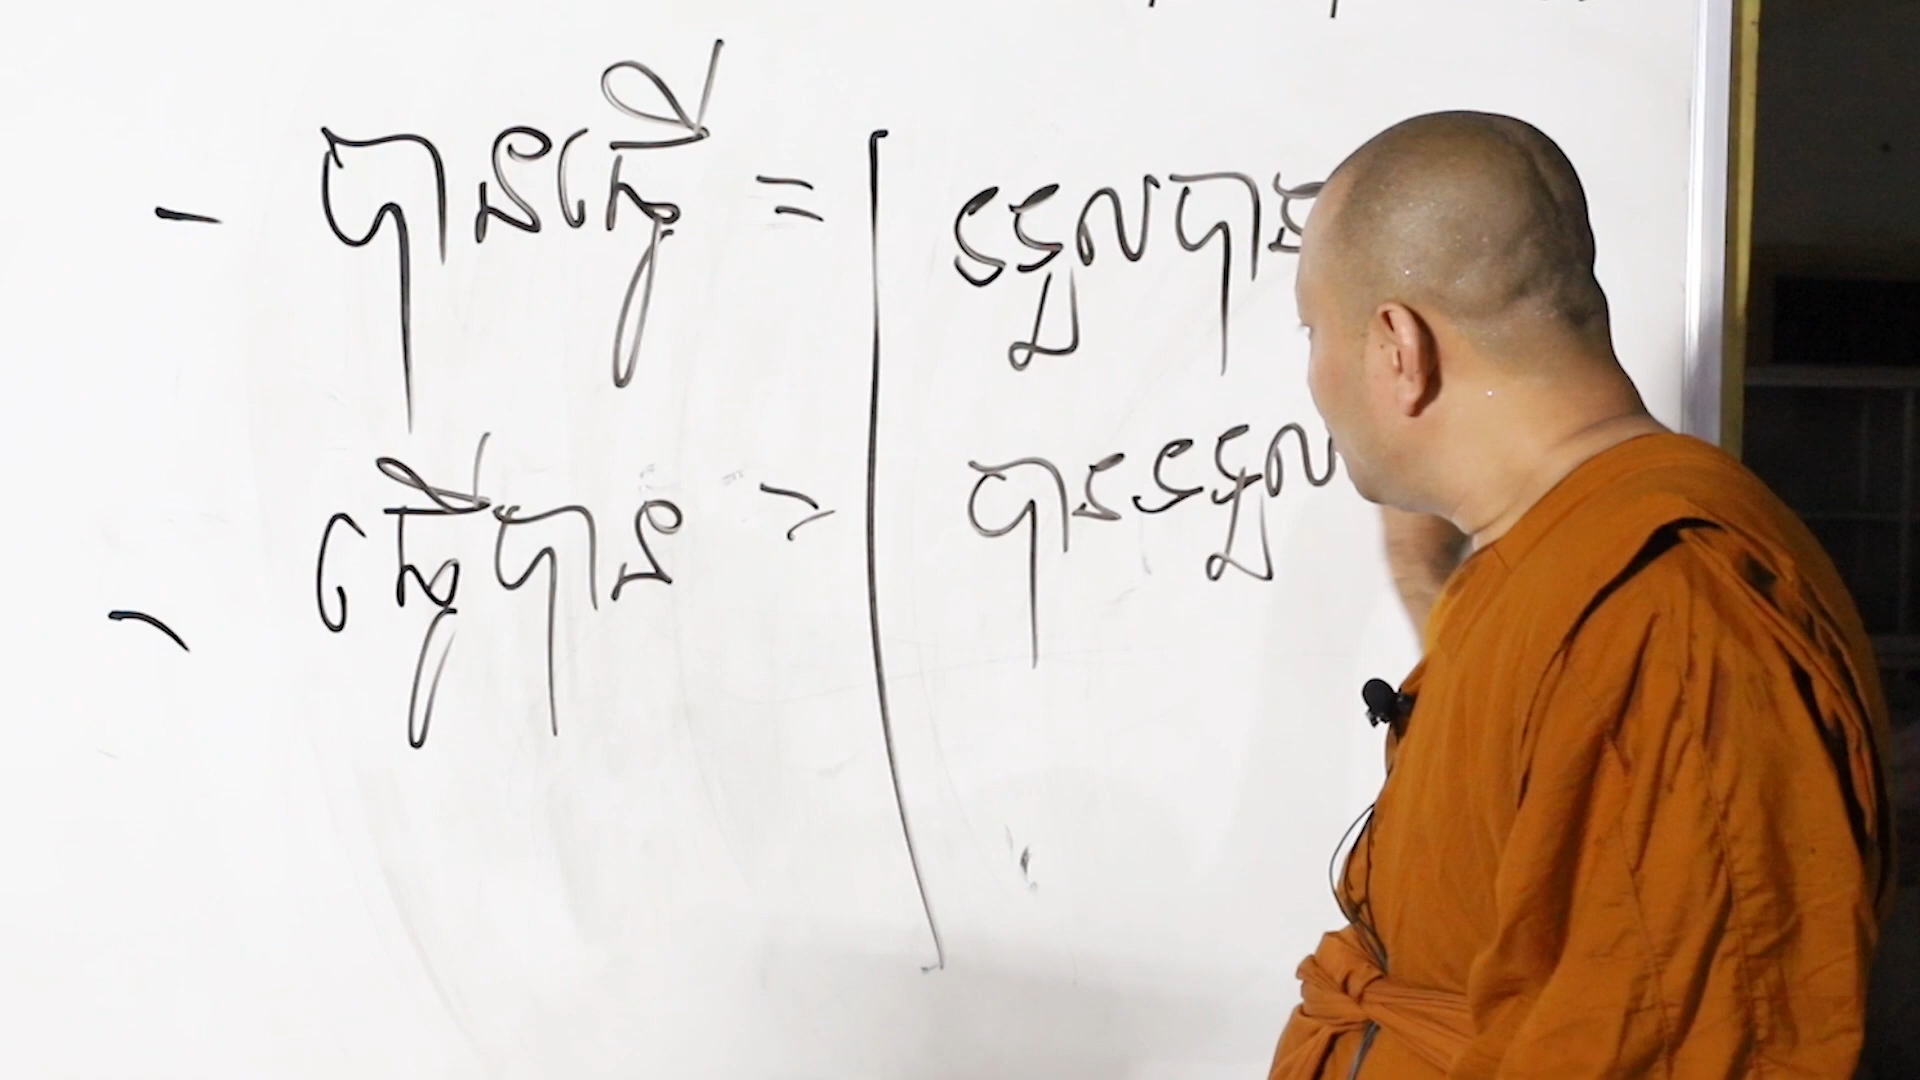 - បានធ្វើ = ទទួលបាន
- ធ្វើបាន = បានទទួល